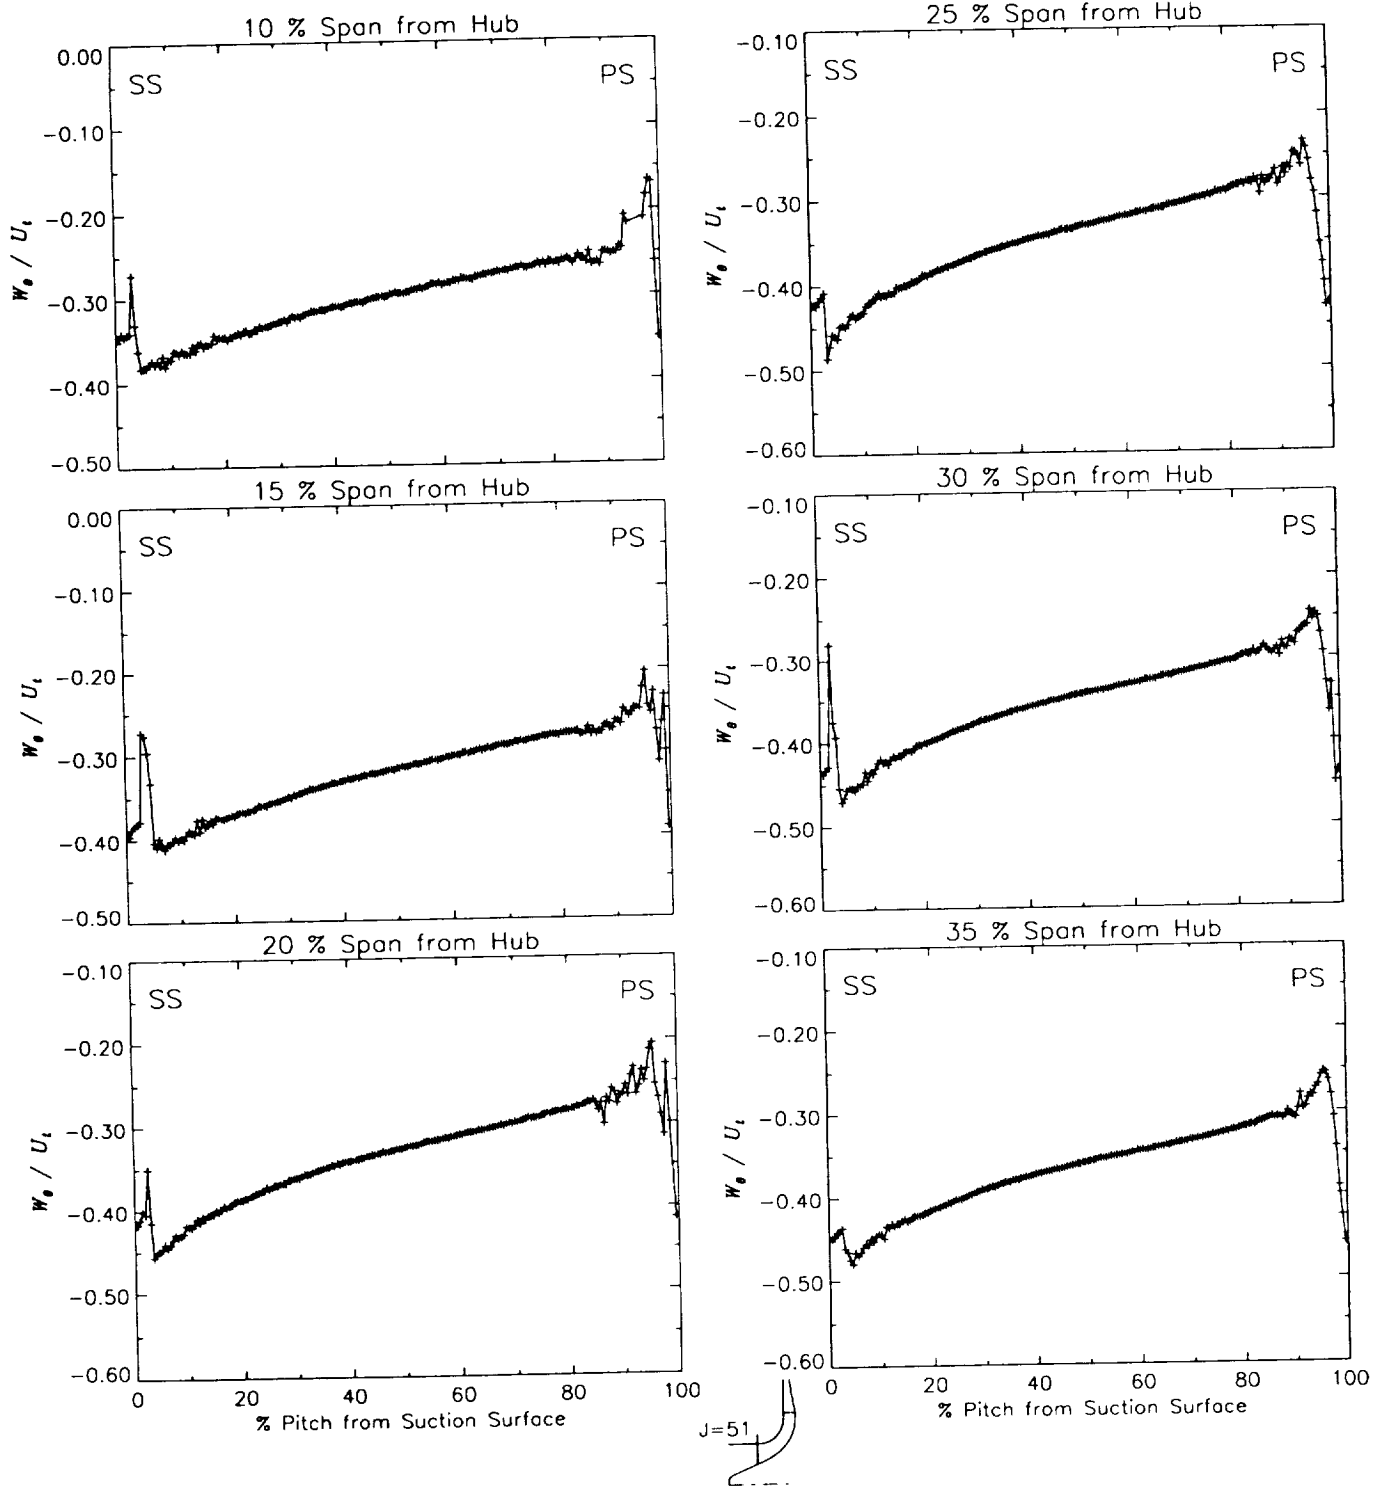 10 % Span from Hub
0.00
-0.10
-0.20
-0.30
-0.40
-0.50
SS
PS
W_θ / U_t
15 % Span from Hub
0.00
-0.10
-0.20
-0.30
-0.40
-0.50
SS
PS
W_θ / U_t
20 % Span from Hub
-0.10
-0.20
-0.30
-0.40
-0.50
-0.60
SS
PS
W_θ / U_t
0 20 40 60 80 100
% Pitch from Suction Surface
25 % Span from Hub
-0.10
-0.20
-0.30
-0.40
-0.50
-0.60
SS
PS
W_θ / U_t
30 % Span from Hub
-0.10
-0.20
-0.30
-0.40
-0.50
-0.60
SS
PS
W_θ / U_t
35 % Span from Hub
-0.10
-0.20
-0.30
-0.40
-0.50
-0.60
SS
PS
W_θ / U_t
0 20 40 60 80 100
% Pitch from Suction Surface
J=51